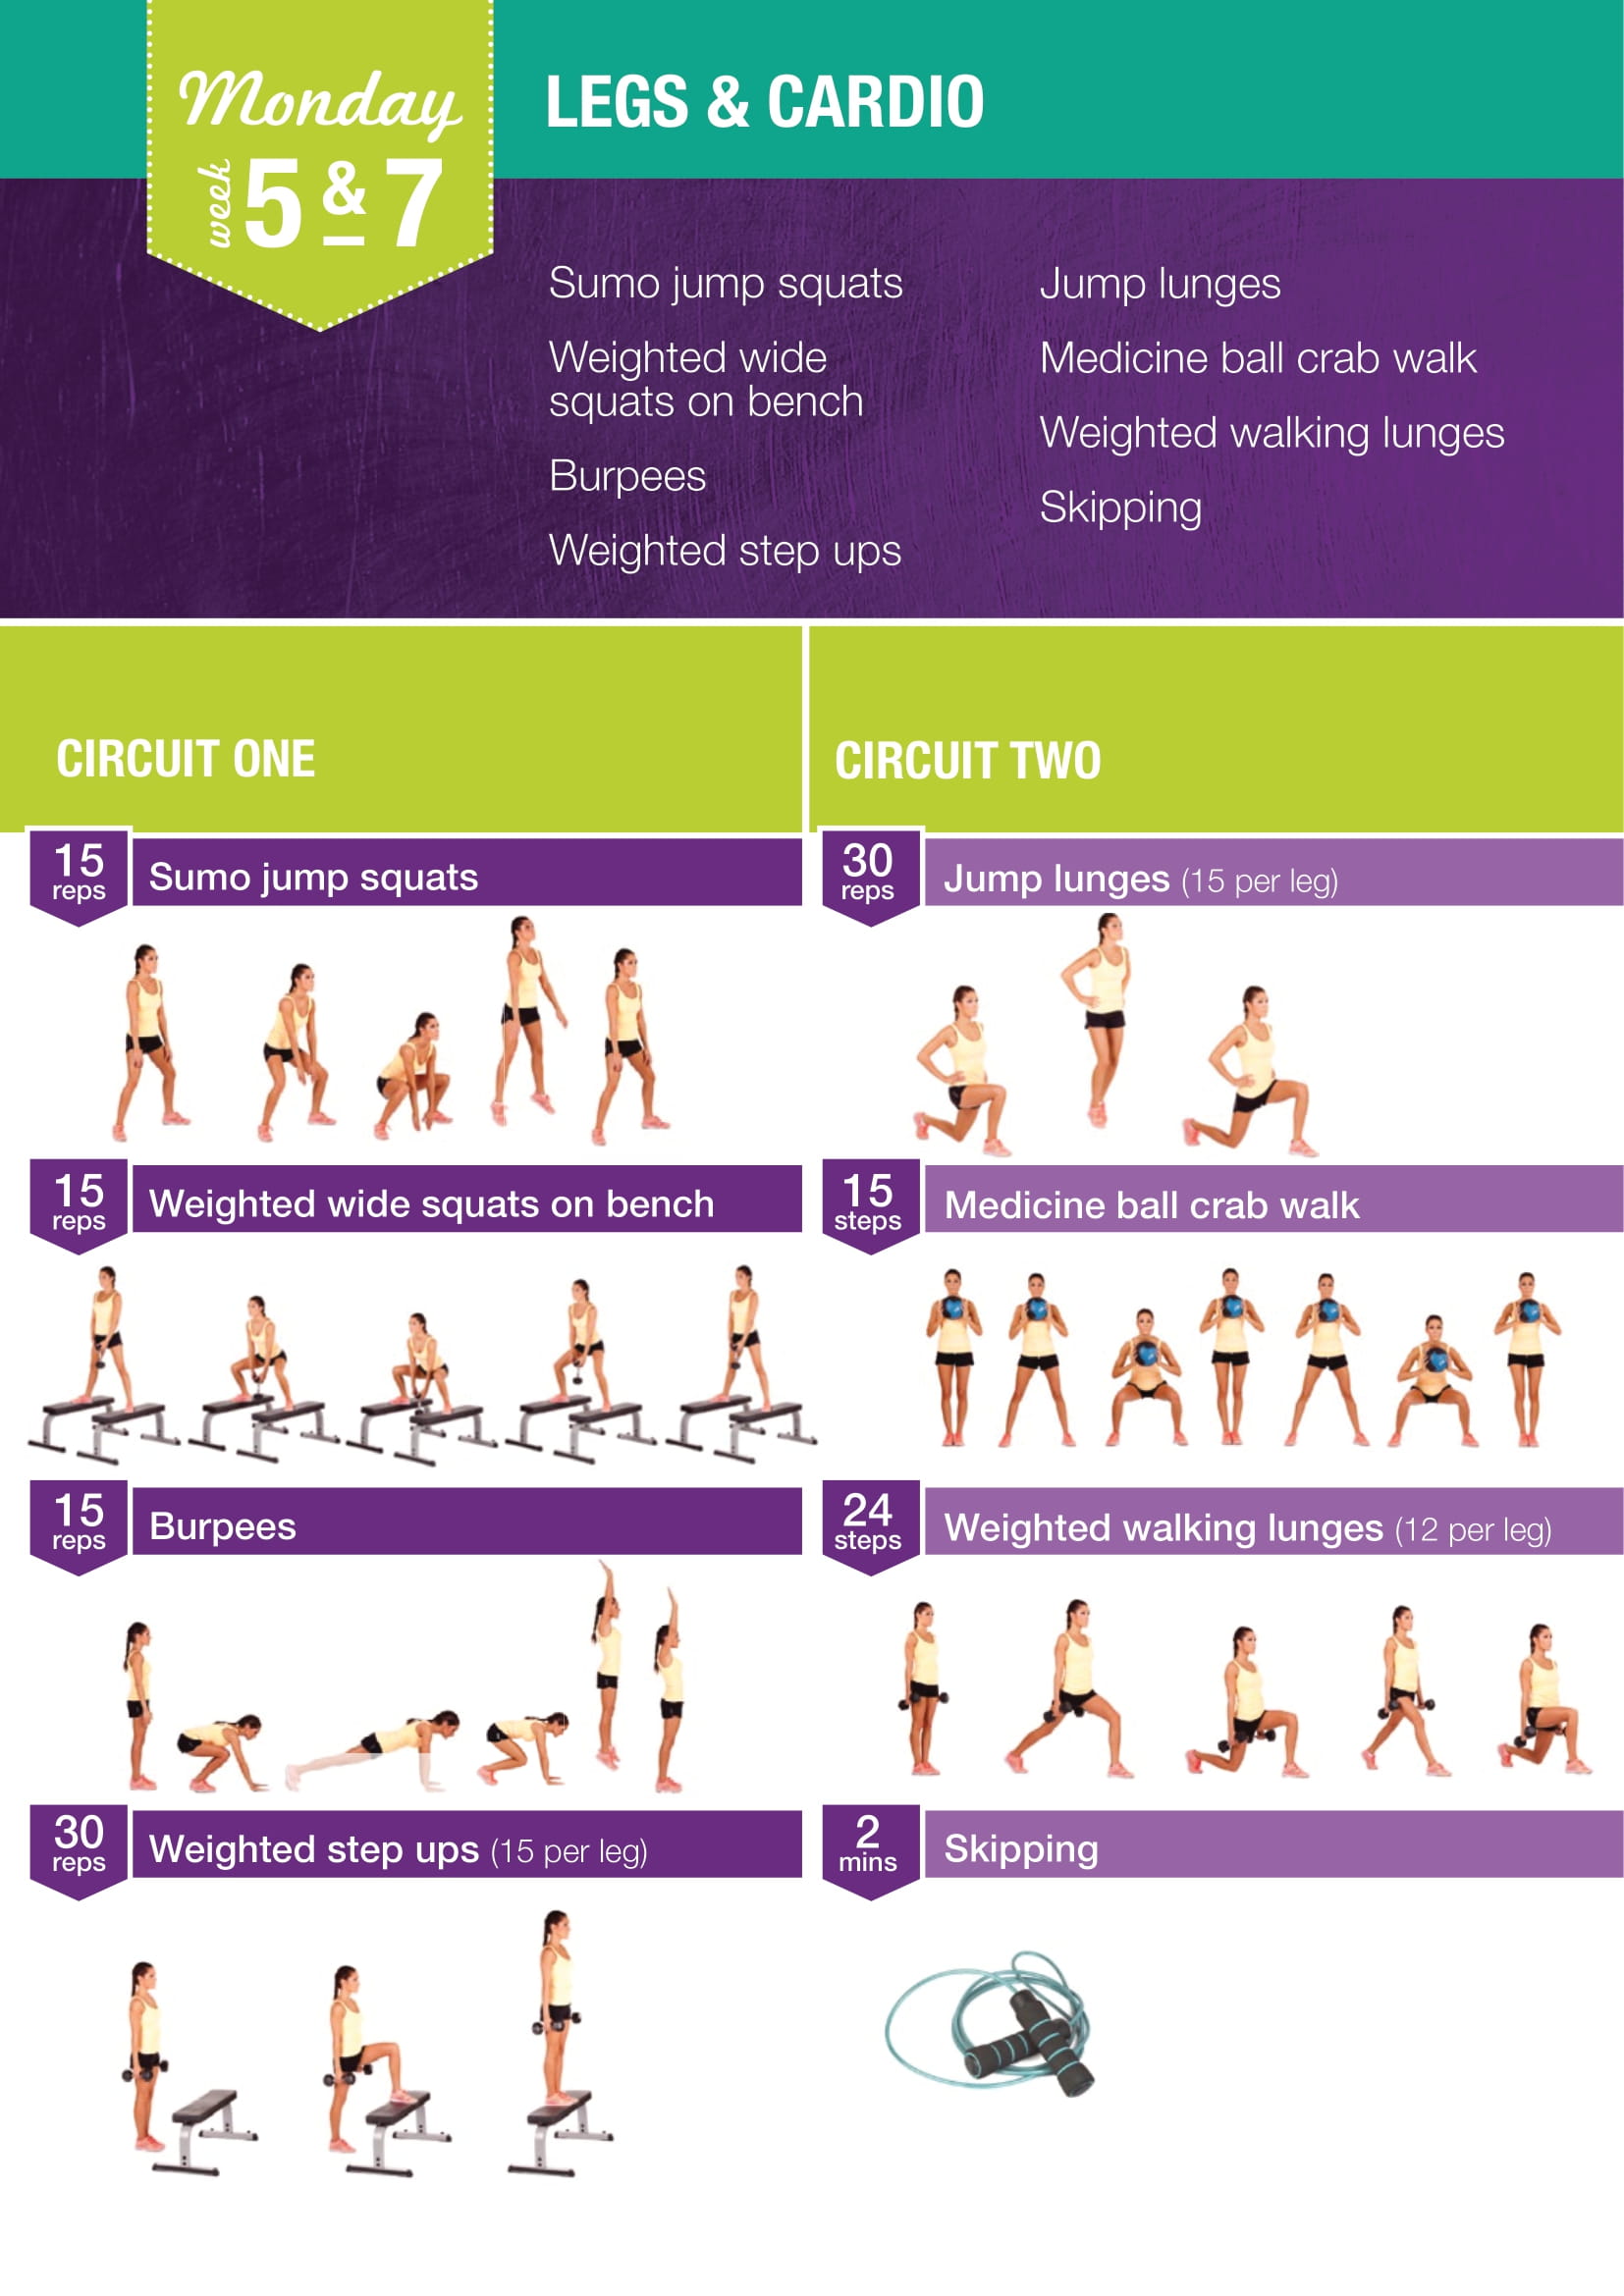 Monday
week 5 & 7
LEGS & CARDIO
Sumo jump squats
Weighted wide
squats on bench
Burpees
Weighted step ups
Jump lunges
Medicine ball crab walk
Weighted walking lunges
Skipping
CIRCUIT ONE
15
reps
Sumo jump squats
15
reps
Weighted wide squats on bench
15
reps
Burpees
30
reps
Weighted step ups (15 per leg)
CIRCUIT TWO
30
reps
Jump lunges (15 per leg)
15
steps
Medicine ball crab walk
24
steps
Weighted walking lunges (12 per leg)
2
mins
Skipping